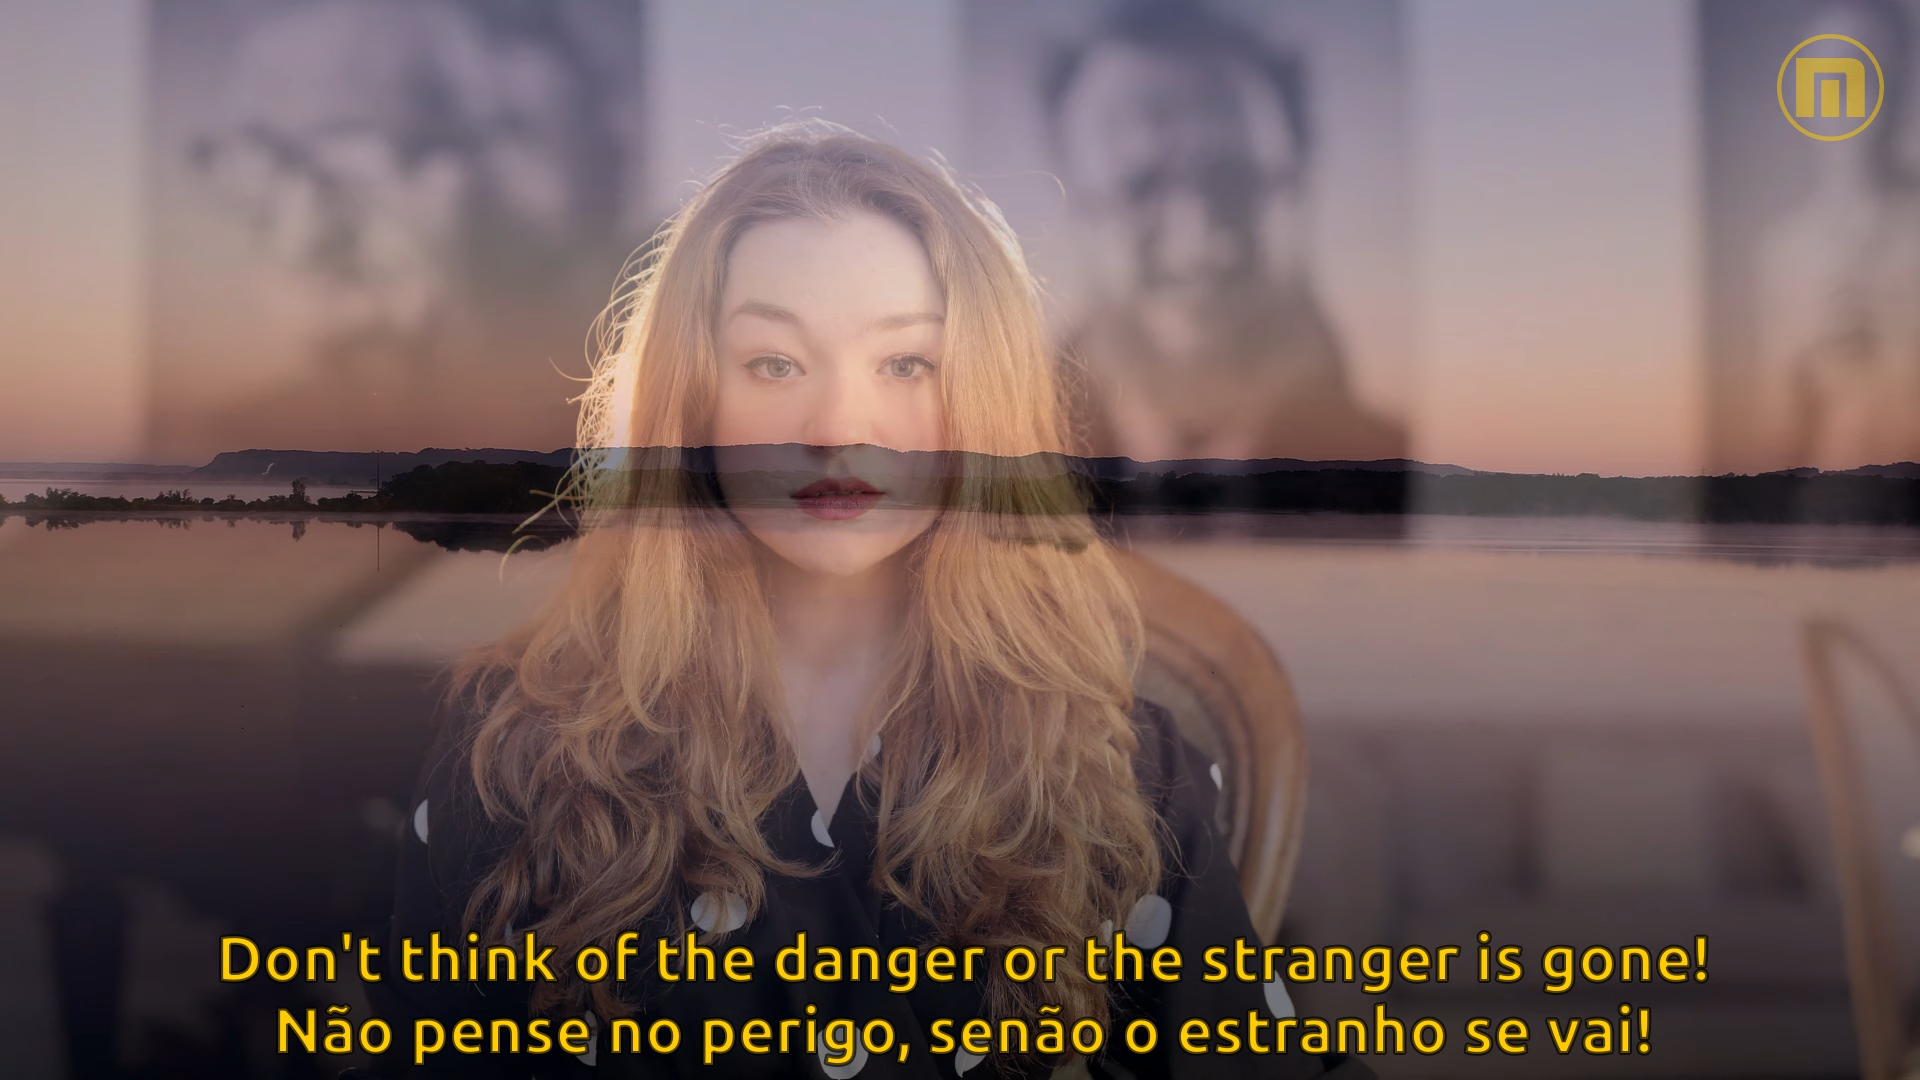 Don't think of the danger or the stranger is gone!
Não pense no perigo, senão o estranho se vai!